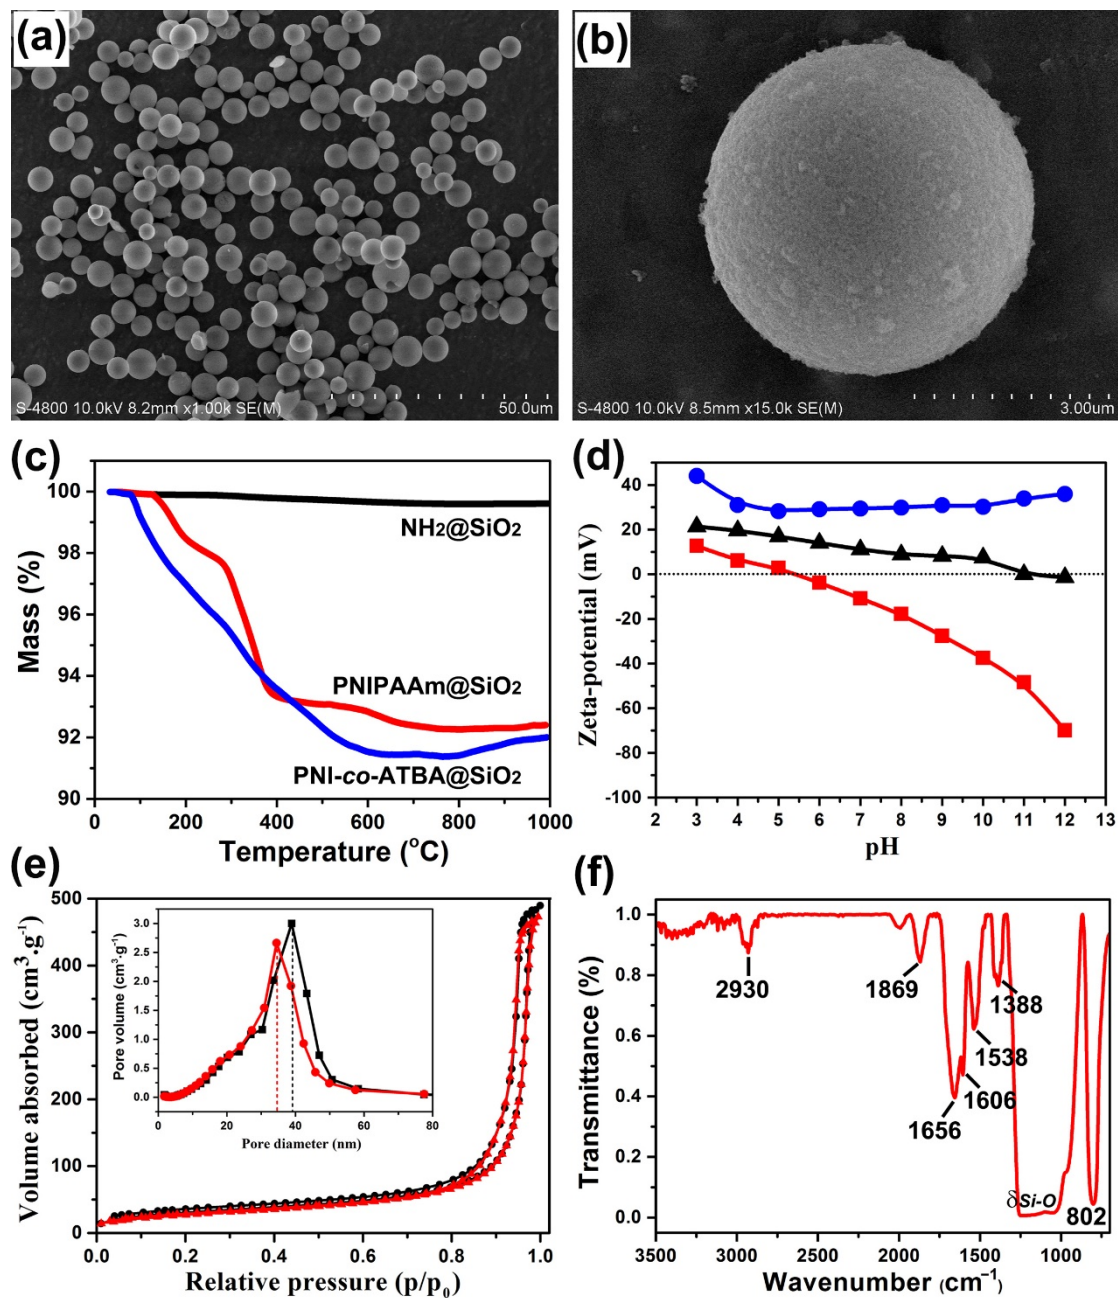 (a)
S-4800 10.0kV 8.2mm x1.00k SE(M)
50.0um
(b)
S-4800 10.0kV 8.5mm x15.0k SE(M)
3.00um
(c)
100
98
96
94
92
90
Mass (%)
NH2@SiO2
PNIPAAm@SiO2
PNI-co-ATBA@SiO2
0 200 400 600 800 1000
Temperature (°C)
(d)
40
20
0
-20
-40
-60
-80
-100
Zeta-potential (mV)
2 3 4 5 6 7 8 9 10 11 12 13
pH
(e)
500
400
300
200
100
0
Volume absorbed (cm³.g⁻¹)
3.0
2.5
2.0
1.5
1.0
0.5
0.0
Pore volume (cm³·g⁻¹)
0 20 40 60 80
Pore diameter (nm)
0.0 0.2 0.4 0.6 0.8 1.0
Relative pressure (p/p₀)
(f)
1.0
0.8
0.6
0.4
0.2
0.0
Transmittance (%)
2930
1869
1388
1538
1606
1656
δSi-O
802
3500 3000 2500 2000 1500 1000
Wavenumber (cm⁻¹)